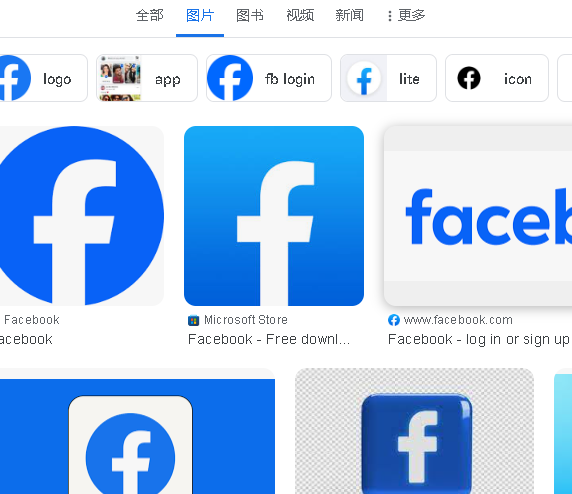 全部 图片 图书 视频 新闻 更多
logo app fb login lite icon
faceb
Facebook Microsoft Store www.facebook.com
acebook Facebook - Free downl... Facebook - log in or sign up